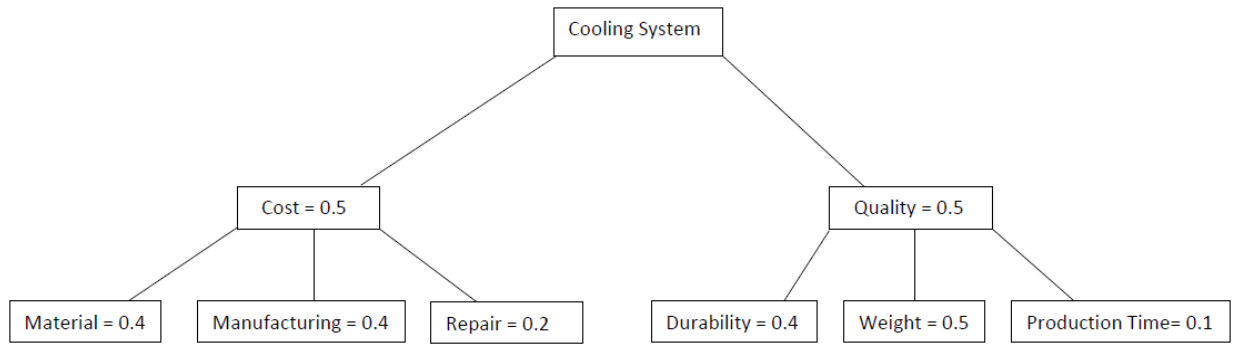 Cooling System
Cost = 0.5
Quality = 0.5
Material = 0.4
Manufacturing = 0.4
Repair = 0.2
Durability = 0.4
Weight = 0.5
Production Time= 0.1